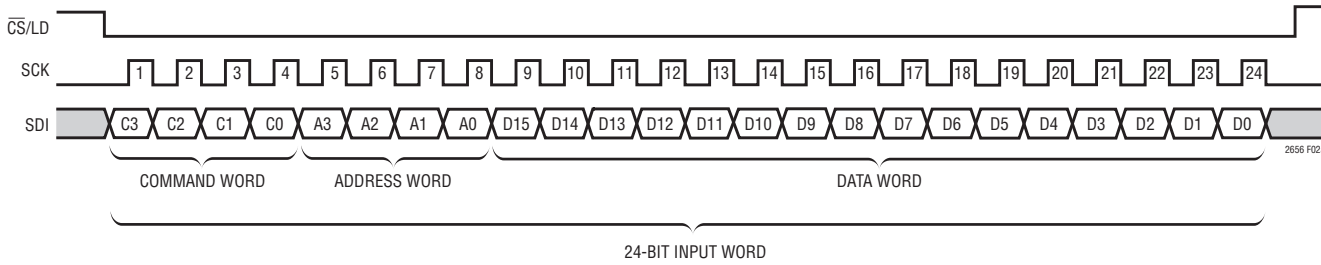 CS/LD
SCK 1 2 3 4 5 6 7 8 9 10 11 12 13 14 15 16 17 18 19 20 21 22 23 24
SDI C3 C2 C1 C0 A3 A2 A1 A0 D15 D14 D13 D12 D11 D10 D9 D8 D7 D6 D5 D4 D3 D2 D1 D0
2656 F02
COMMAND WORD ADDRESS WORD DATA WORD
24-BIT INPUT WORD